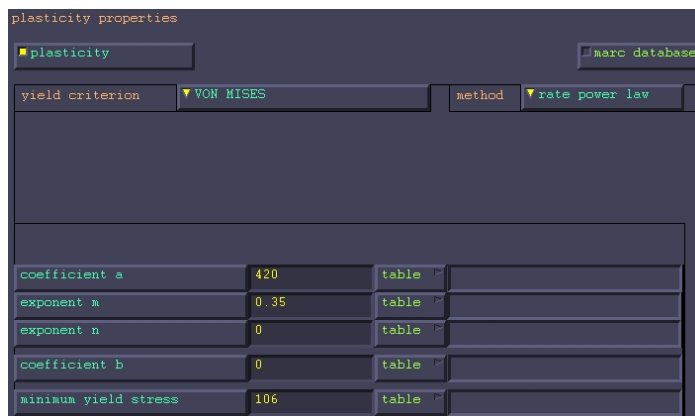 plasticity properties
plasticity marc database
yield criterion VON MISES method rate power law
coefficient a 420 table
exponent m 0.35 table
exponent n 0 table
coefficient b 0 table
minimum yield stress 106 table